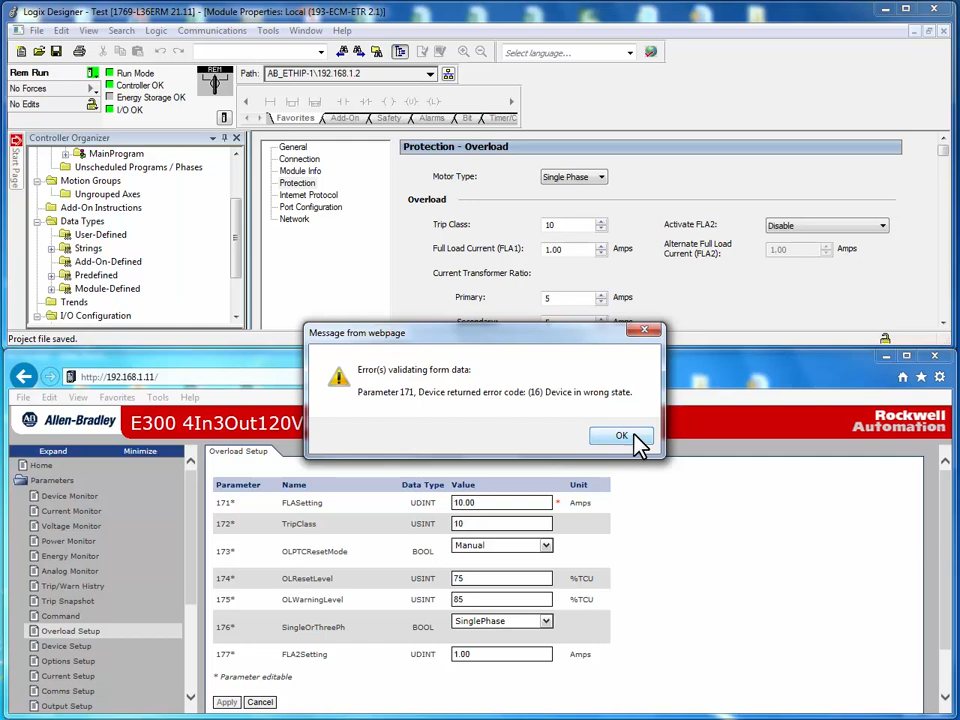 Logix Designer - Test [1769-L36ERM 21.11] - [Module Properties: Local (193-ECM-ETR 2.1)]
File Edit View Search Logic Communications Tools Window Help
Select language...
Rem Run
No Forces
No Edits
Run Mode
Controller OK
Energy Storage OK
I/O OK
REM
Path: AB_ETHIP-1\192.168.1.2
Favorites Add-On Safety Alarms Bit Timer/C
Start Page
Controller Organizer
MainProgram
Unscheduled Programs / Phases
Motion Groups
Ungrouped Axes
Add-On Instructions
Data Types
User-Defined
Strings
Add-On-Defined
Predefined
Module-Defined
Trends
I/O Configuration
General
Connection
Module Info
Protection
Internet Protocol
Port Configuration
Network
Protection - Overload
Motor Type: Single Phase
Overload
Trip Class: 10
Activate FLA2: Disable
Full Load Current (FLA1): 1.00 Amps
Alternate Full Load Current (FLA2): 1.00 Amps
Current Transformer Ratio:
Primary: 5 Amps
Project file saved.
Message from webpage
Error(s) validating form data:
Parameter 171, Device returned error code: (16) Device in wrong state.
OK
http://192.168.1.11/
File Edit View Favorites Tools Help
AB Allen-Bradley
E300 4In3Out120V
Rockwell
Automation
Expand Minimize
Home
Parameters
Device Monitor
Current Monitor
Voltage Monitor
Power Monitor
Energy Monitor
Analog Monitor
Trip/Warn Histry
Trip Snapshot
Command
Overload Setup
Device Setup
Options Setup
Current Setup
Comms Setup
Output Setup
Overload Setup
Parameter Name Data Type Value Unit
171* FLASetting UDINT 10.00 * Amps
172* TripClass USINT 10
173* OLPTCResetMode BOOL Manual
174* OLResetLevel USINT 75 %TCU
175* OLWarningLevel USINT 85 %TCU
176* SingleOrThreePh BOOL SinglePhase
177* FLA2Setting UDINT 1.00 Amps
* Parameter editable
Apply Cancel